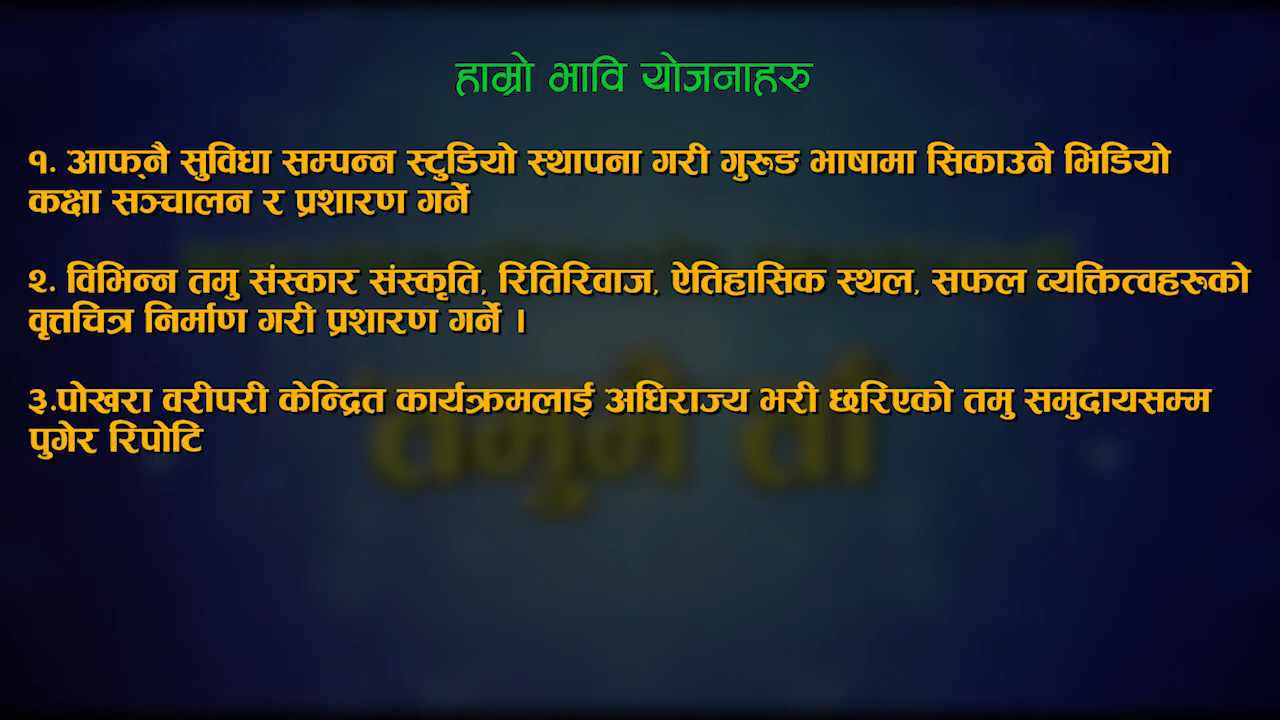 हाम्रो भावि योजनाहरु
१. आफ्‌नै सुविधा सम्पन्न स्टुडियो स्थापना गरी गुरुङ भाषामा सिकाउने भिडियो
कक्षा सञ्चालन र प्रशारण गर्ने
२. विभिन्न तमु संस्कार संस्कृति, रितिरिवाज, ऐतिहासिक स्थल, सफल व्यक्तित्वहरुको
वृत्तचित्र निर्माण गरी प्रशारण गर्ने ।
३.पोखरा वरीपरी केन्द्रित कार्यक्रमलाई अधिराज्य भरी छरिएको तमु समुदायसम्म
पुगेर रिपोटि